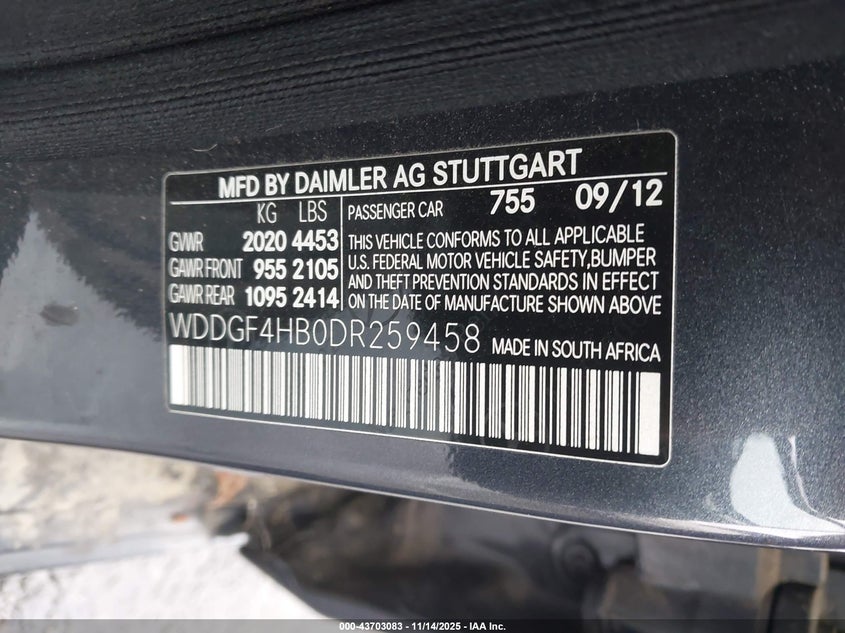 MFD BY DAIMLER AG STUTTGART
KG LBS
GVWR 2020 4453
GAWR FRONT 955 2105
GAWR REAR 1095 2414
PASSENGER CAR 755 09/12
THIS VEHICLE CONFORMS TO ALL APPLICABLE
U.S. FEDERAL MOTOR VEHICLE SAFETY,BUMPER
AND THEFT PREVENTION STANDARDS IN EFFECT
ON THE DATE OF MANUFACTURE SHOWN ABOVE
WDDGF4HB0DR259458 MADE IN SOUTH AFRICA
000-43703083 - 11/14/2025 - IAA Inc.